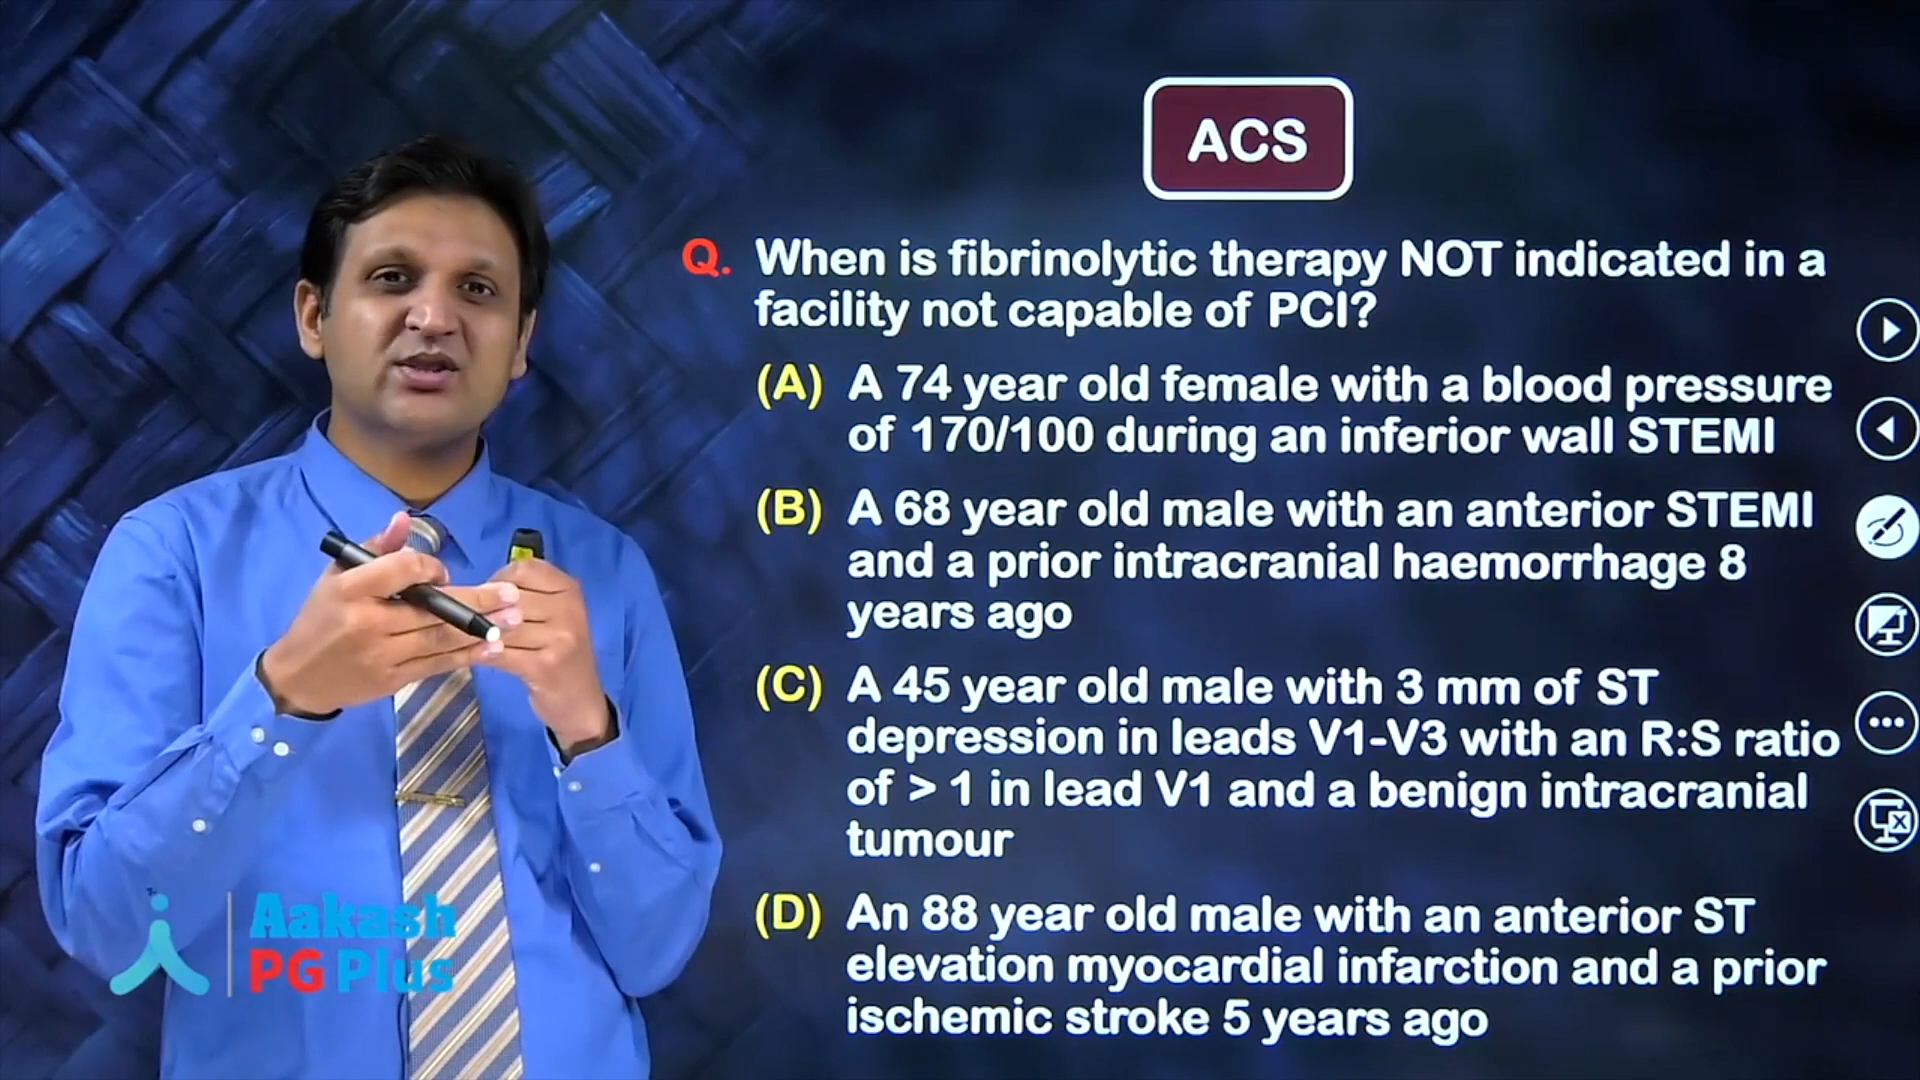 ACS
Q. When is fibrinolytic therapy NOT indicated in a
facility not capable of PCI?
(A) A 74 year old female with a blood pressure
of 170/100 during an inferior wall STEMI
(B) A 68 year old male with an anterior STEMI
and a prior intracranial haemorrhage 8
years ago
(C) A 45 year old male with 3 mm of ST
depression in leads V1-V3 with an R:S ratio
of > 1 in lead V1 and a benign intracranial
tumour
(D) An 88 year old male with an anterior ST
elevation myocardial infarction and a prior
ischemic stroke 5 years ago
Aakash
PG Plus